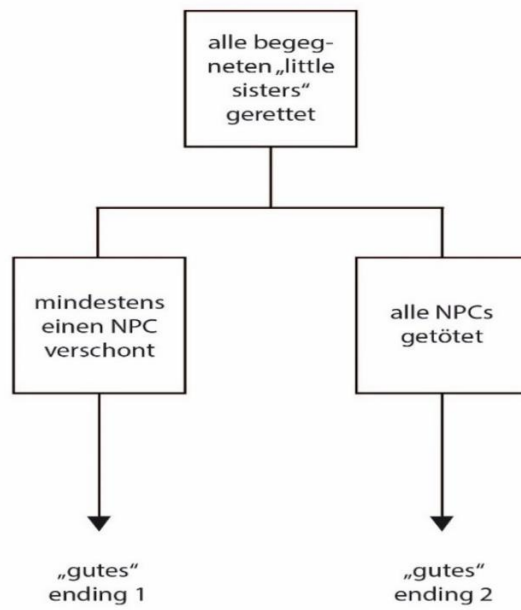 alle begeg-
neten „little
sisters“
gerettet
mindestens
einen NPC
verschont
alle NPCs
getötet
„gutes“
ending 1
„gutes“
ending 2